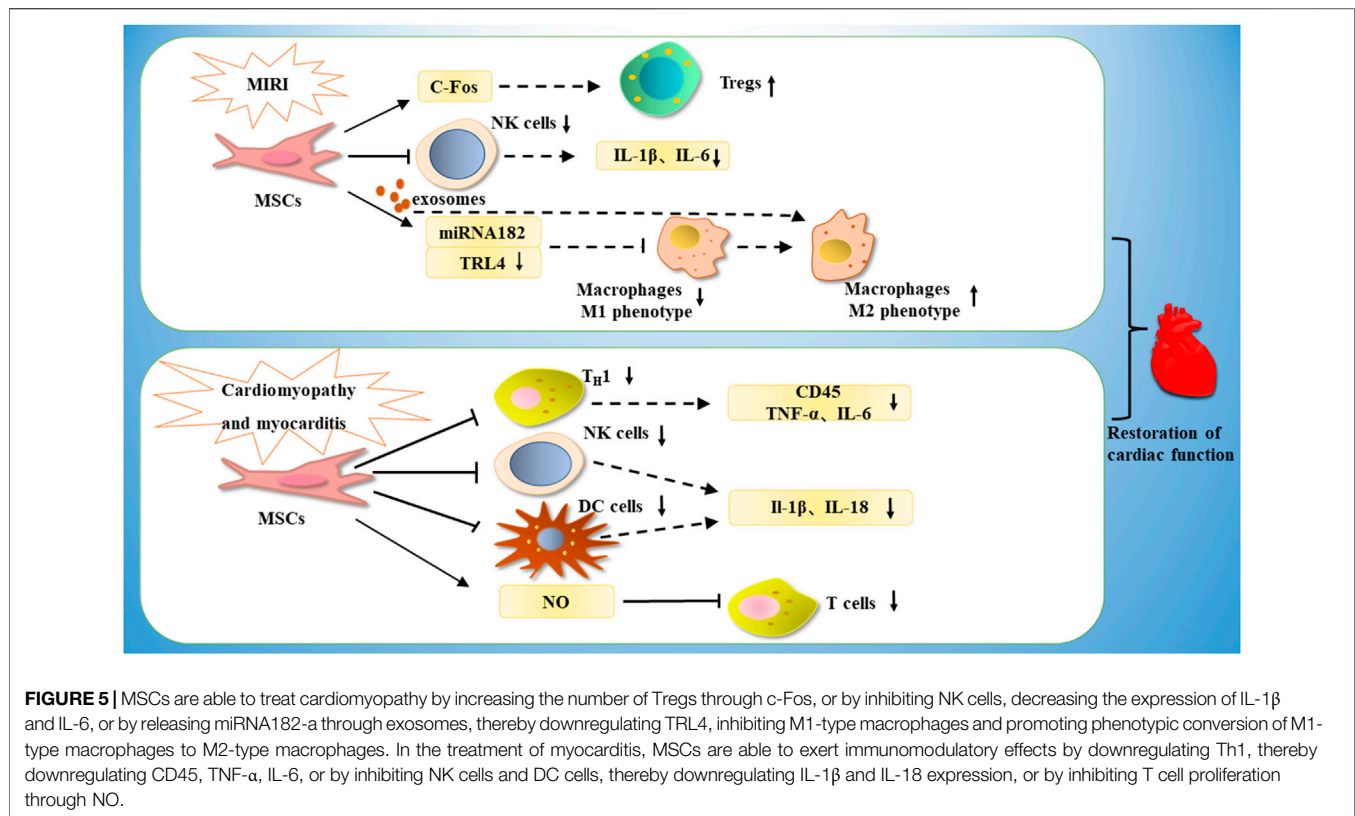 MIRI
C-Fos
Tregs ↑
NK cells ↓
IL-1β、IL-6↓
MSCs
exosomes
miRNA182
TRL4 ↓
Macrophages
M1 phenotype ↓
Macrophages
M2 phenotype ↑
Cardiomyopathy
and myocarditis
TH1 ↓
CD45
TNF-α、IL-6 ↓
NK cells ↓
MSCs
DC cells ↓
Il-1β、IL-18 ↓
NO
T cells ↓
Restoration of
cardiac function
FIGURE 5 | MSCs are able to treat cardiomyopathy by increasing the number of Tregs through c-Fos, or by inhibiting NK cells, decreasing the expression of IL-1β
and IL-6, or by releasing miRNA182-a through exosomes, thereby downregulating TRL4, inhibiting M1-type macrophages and promoting phenotypic conversion of M1-
type macrophages to M2-type macrophages. In the treatment of myocarditis, MSCs are able to exert immunomodulatory effects by downregulating Th1, thereby
downregulating CD45, TNF-α, IL-6, or by inhibiting NK cells and DC cells, thereby downregulating IL-1β and IL-18 expression, or by inhibiting T cell proliferation
through NO.